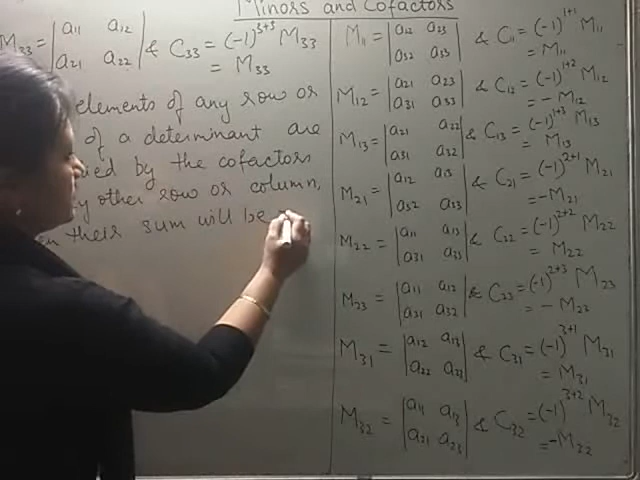 Minors and Cofactors
M33 = | a11 a12 | & C33 = (-1)^3+3 M33
| a21 a22 | = M33
elements of any row or
of a determinant are
by the cofactors
other row or column,
their sum will be
M11 = | a12 a23 | & C11 = (-1)^1+1 M11
| a32 a33 | = M11
M12 = | a21 a23 | & C12 = (-1)^1+2 M12
| a31 a33 | = -M12
M13 = | a21 a22 | & C13 = (-1)^1+3 M13
| a31 a32 | = M13
M21 = | a12 a13 | & C21 = (-1)^2+1 M21
| a32 a33 | = -M21
M22 = | a11 a13 | & C22 = (-1)^2+2 M22
| a31 a33 | = M22
M23 = | a11 a12 | & C23 = (-1)^2+3 M23
| a31 a32 | = -M23
M31 = | a12 a13 | & C31 = (-1)^3+1 M31
| a22 a23 | = M31
M32 = | a11 a13 | & C32 = (-1)^3+2 M32
| a21 a23 | = -M32